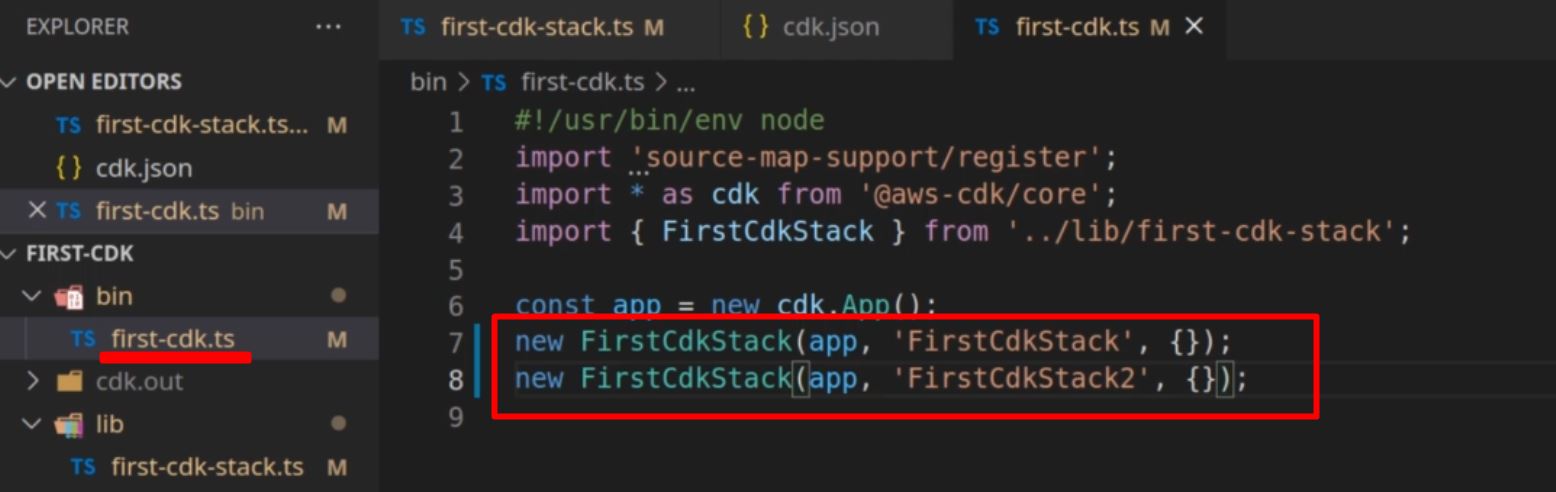 EXPLORER ...
OPEN EDITORS
TS first-cdk-stack.ts... M
{} cdk.json
TS first-cdk.ts bin M
FIRST-CDK
bin
TS first-cdk.ts M
cdk.out
lib
TS first-cdk-stack.ts M
TS first-cdk-stack.ts M {} cdk.json TS first-cdk.ts M
bin > TS first-cdk.ts > ...
1 #!/usr/bin/env node
2 import 'source-map-support/register';
3 import * as cdk from '@aws-cdk/core';
4 import { FirstCdkStack } from '../lib/first-cdk-stack';
5
6 const app = new cdk.App();
7 new FirstCdkStack(app, 'FirstCdkStack', {});
8 new FirstCdkStack(app, 'FirstCdkStack2', {});
9